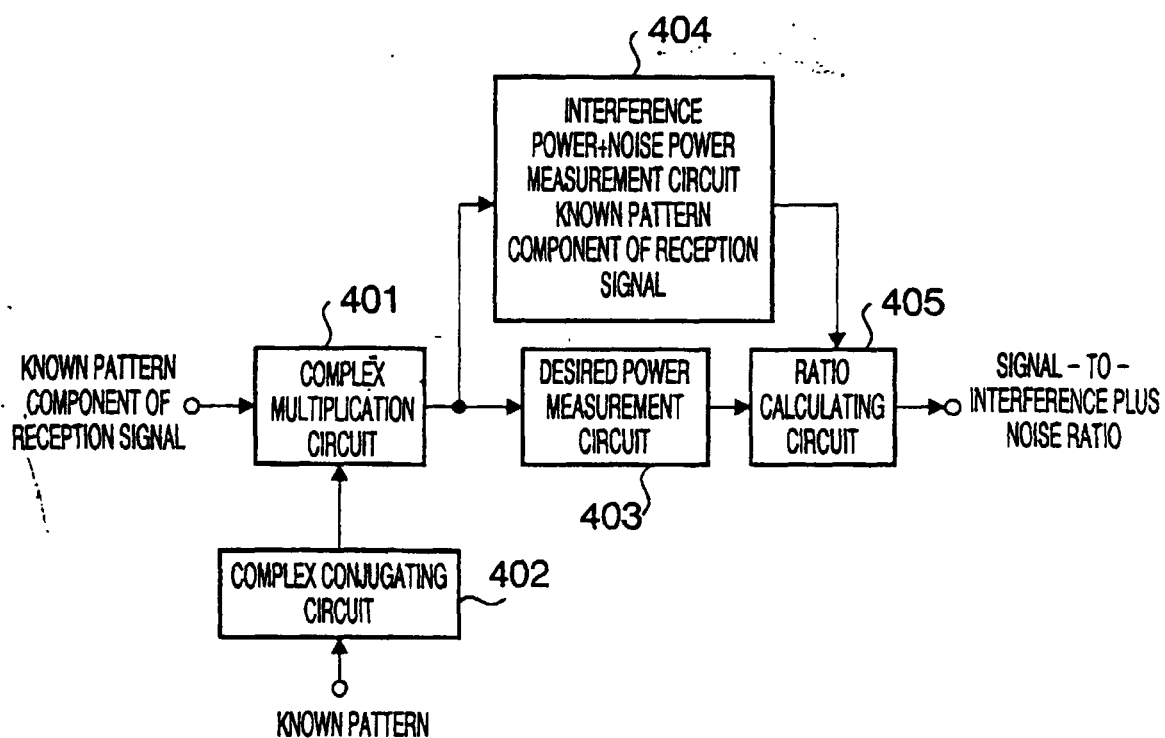 404
INTERFERENCE
POWER+NOISE POWER
MEASUREMENT CIRCUIT
KNOWN PATTERN
COMPONENT OF RECEPTION
SIGNAL
401
405
KNOWN PATTERN
COMPONENT OF
RECEPTION SIGNAL
COMPLEX
MULTIPLICATION
CIRCUIT
DESIRED POWER
MEASUREMENT
CIRCUIT
RATIO
CALCULATING
CIRCUIT
SIGNAL - TO -
INTERFERENCE PLUS
NOISE RATIO
403
COMPLEX CONJUGATING
CIRCUIT
402
KNOWN PATTERN